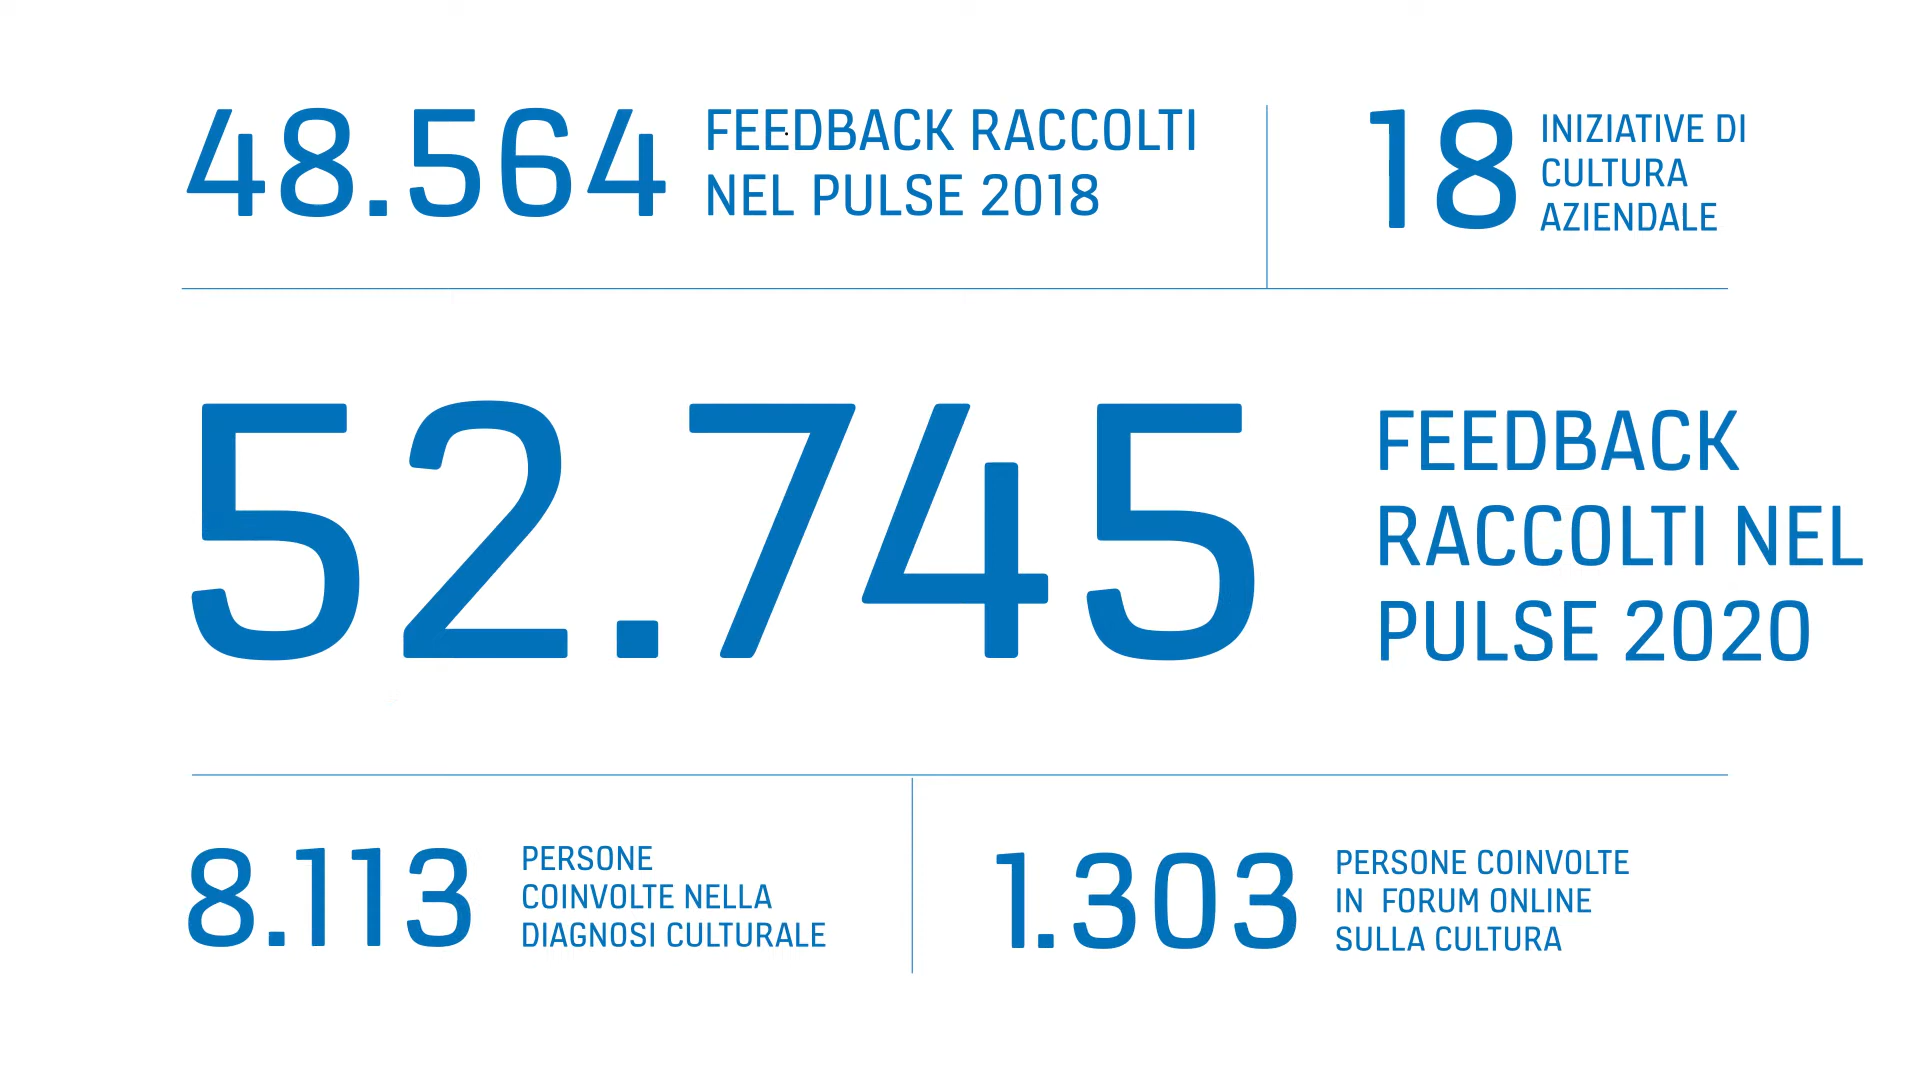 48.564
FEEDBACK RACCOLTI
NEL PULSE 2018
18
INIZIATIVE DI
CULTURA
AZIENDALE
52.745
FEEDBACK
RACCOLTI NEL
PULSE 2020
8.113
PERSONE
COINVOLTE NELLA
DIAGNOSI CULTURALE
1.303
PERSONE COINVOLTE
IN FORUM ONLINE
SULLA CULTURA